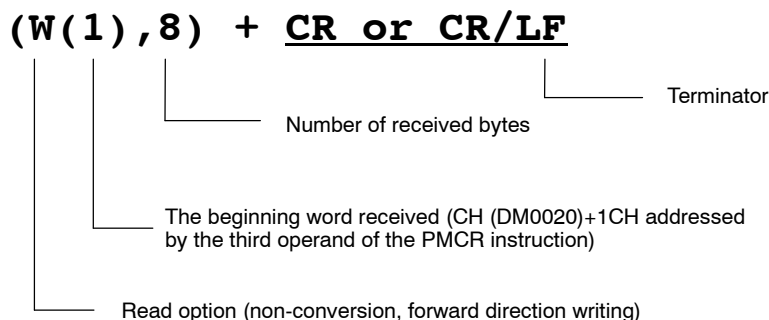 (W(1),8) + CR or CR/LF
Terminator
Number of received bytes
The beginning word received (CH (DM0020)+1CH addressed
by the third operand of the PMCR instruction)
Read option (non-conversion, forward direction writing)